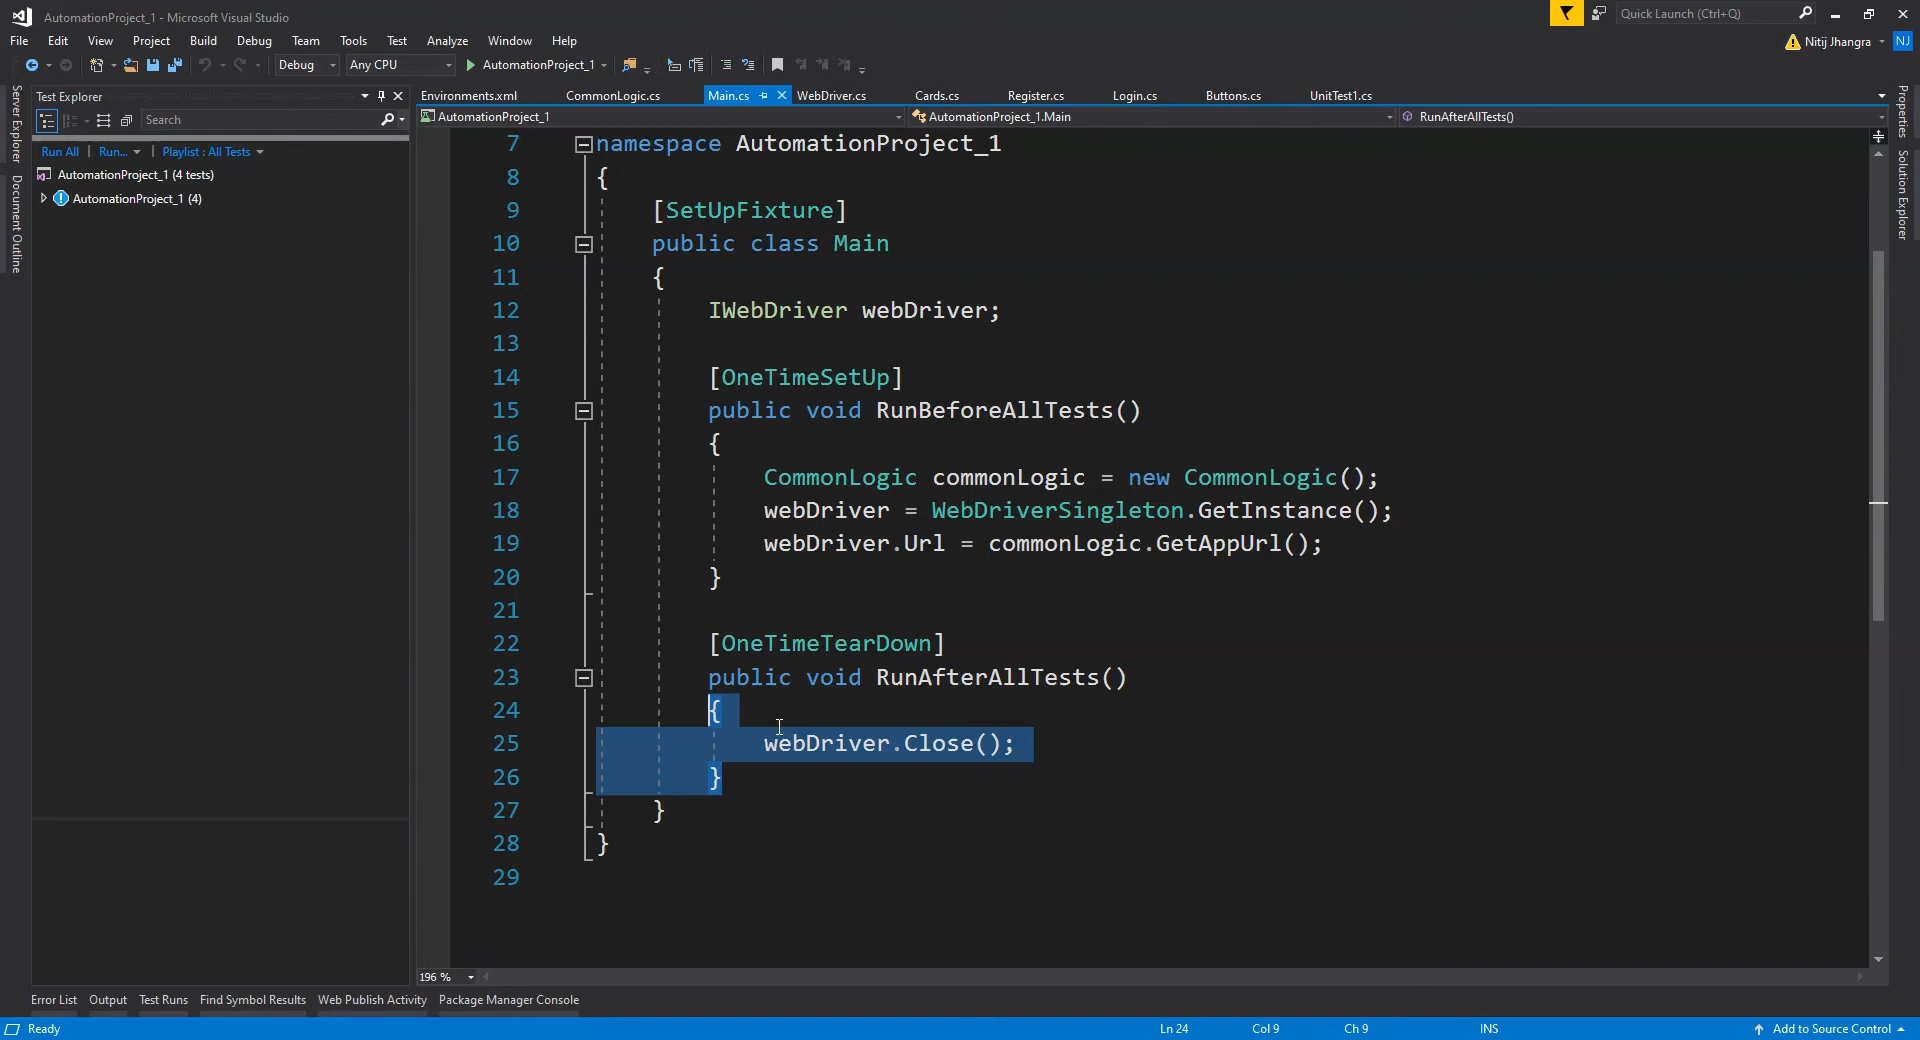 AutomationProject_1 - Microsoft Visual Studio
Quick Launch (Ctrl+Q)
File Edit View Project Build Debug Team Tools Test Analyze Window Help
Nitij Jhangra NJ
Debug Any CPU AutomationProject_1
Server Explorer
Document Outline
Test Explorer
Search
Run All | Run... Playlist : All Tests
AutomationProject_1 (4 tests)
AutomationProject_1 (4)
Environments.xml CommonLogic.cs Main.cs WebDriver.cs Cards.cs Register.cs Login.cs Buttons.cs UnitTest1.cs
AutomationProject_1 AutomationProject_1.Main RunAfterAllTests()
7 namespace AutomationProject_1
8 {
9 [SetUpFixture]
10 public class Main
11 {
12 IWebDriver webDriver;
13
14 [OneTimeSetUp]
15 public void RunBeforeAllTests()
16 {
17 CommonLogic commonLogic = new CommonLogic();
18 webDriver = WebDriverSingleton.GetInstance();
19 webDriver.Url = commonLogic.GetAppUrl();
20 }
21
22 [OneTimeTearDown]
23 public void RunAfterAllTests()
24 {
25 webDriver.Close();
26 }
27 }
28 }
29
196 %
Properties
Solution Explorer
Error List Output Test Runs Find Symbol Results Web Publish Activity Package Manager Console
Ready Ln 24 Col 9 Ch 9 INS Add to Source Control